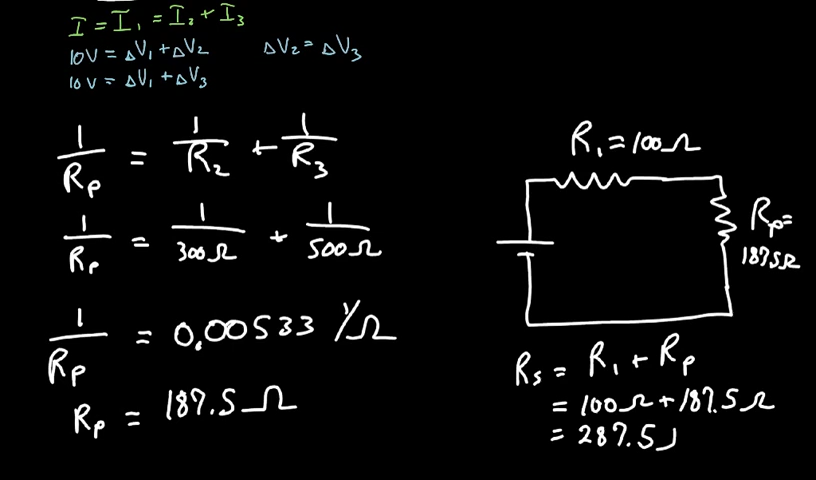 I = I₁ = I₂ + I₃
10V = ΔV₁ + ΔV₂
ΔV₂ = ΔV₃
10V = ΔV₁ + ΔV₃
1/Rp = 1/R₂ + 1/R₃
1/Rp = 1/300Ω + 1/500Ω
1/Rp = 0.00533 1/Ω
Rp = 187.5Ω
R₁ = 100Ω
Rp =
187.5Ω
Rs = R₁ + Rp
= 100Ω + 187.5Ω
= 287.5